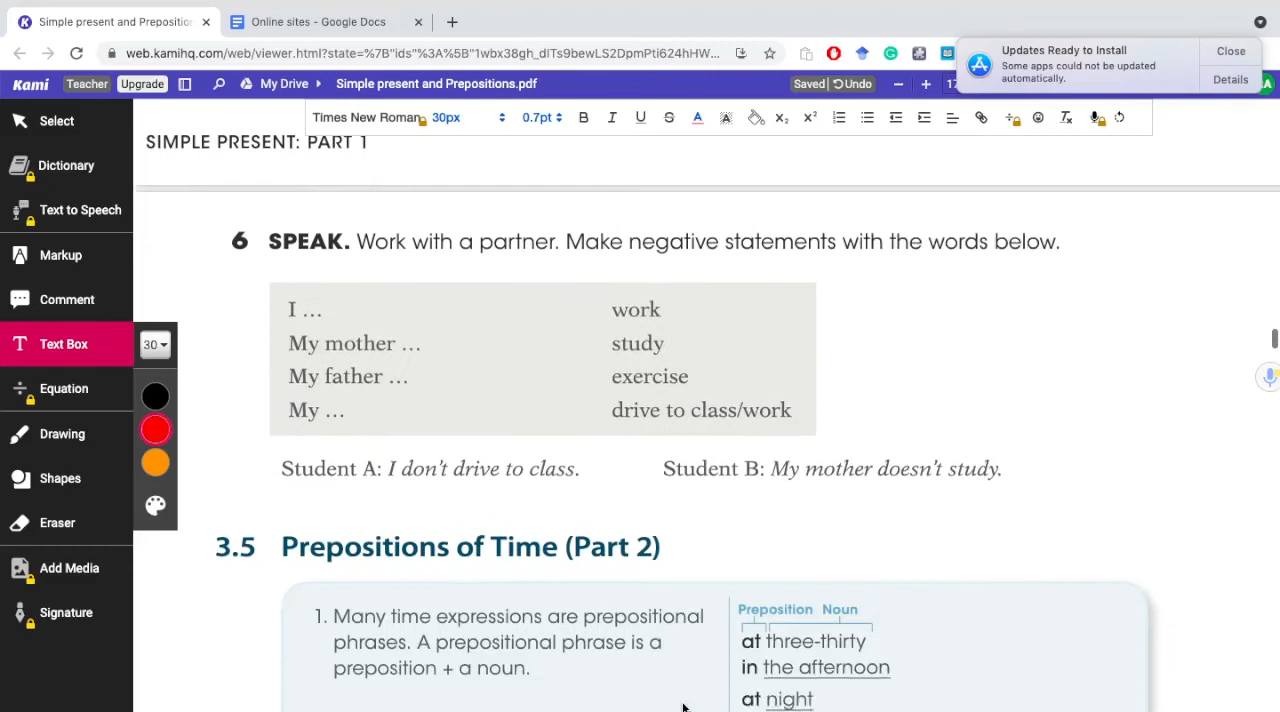 Simple present and Preposition
Online sites - Google Docs
web.kamihq.com/web/viewer.html?state=%7B"ids"%3A%5B"1wbx38gh_dITs9bewLS2DpmPti624hHW...
Updates Ready to Install
Some apps could not be updated
automatically.
Close
Details
Kami
Teacher
Upgrade
My Drive
Simple present and Prepositions.pdf
Saved
Undo
Times New Roman
30px
0.7pt
B I U S A A X₂ X²
SIMPLE PRESENT: PART 1
Select
Dictionary
Text to Speech
Markup
Comment
Text Box
30
Equation
Drawing
Shapes
Eraser
Add Media
Signature
6 SPEAK. Work with a partner. Make negative statements with the words below.
I ... work
My mother ... study
My father ... exercise
My ... drive to class/work
Student A: I don't drive to class. Student B: My mother doesn't study.
3.5 Prepositions of Time (Part 2)
1. Many time expressions are prepositional
phrases. A prepositional phrase is a
preposition + a noun.
Preposition Noun
at three-thirty
in the afternoon
at night